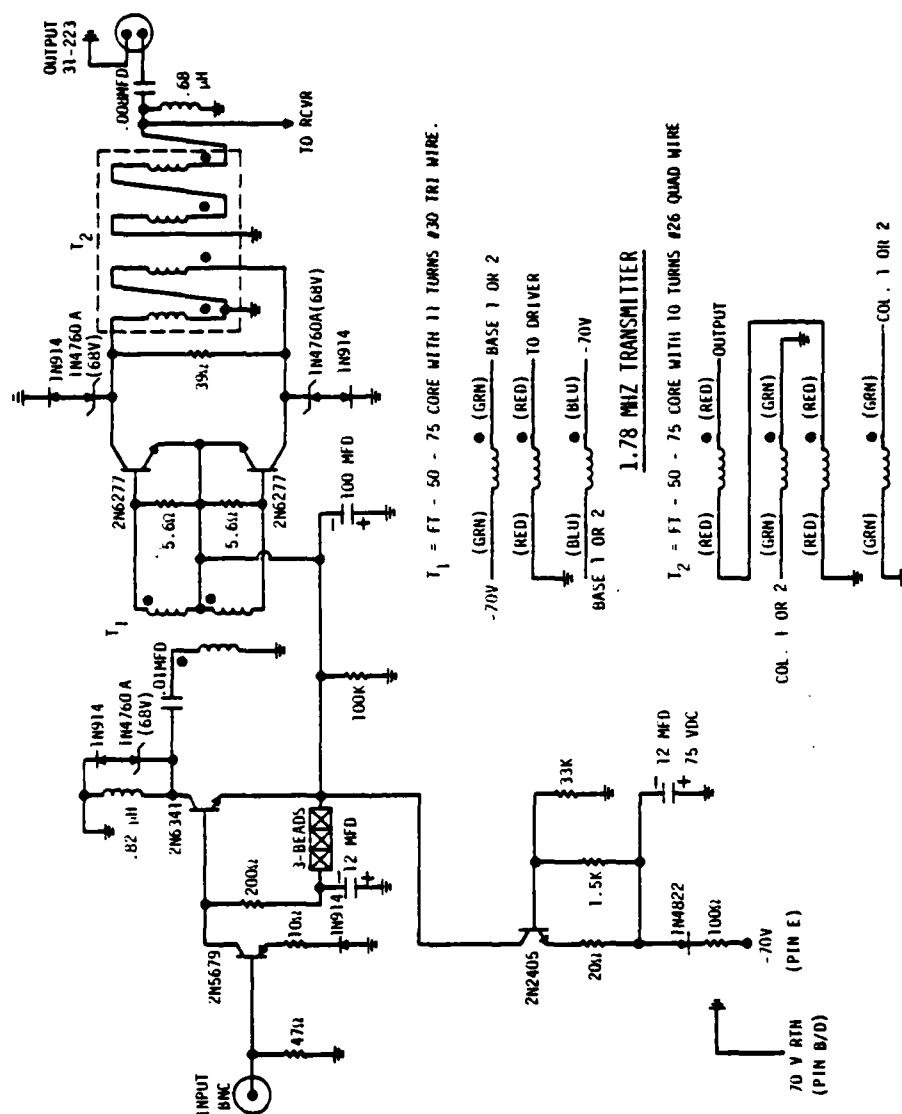 OUTPUT
31-223
.008MFD
.68
µH
TO RCVR
T2
1N914
1N4760A
(68V)
39Ω
1N4760A(68V)
1N914
2N6277
5.6Ω
5.6Ω
2N6277
100 MFD
-
+
T1
.01MFD
1N914
1N4760A
(68V)
.82 µH
2N6341
100K
3-BEADS
12 MFD
-
+
200Ω
10Ω
1N914
2N5679
47Ω
INPUT
BNC
33K
2N2405
1.5K
20Ω
12 MFD
75 VDC
-
+
1N4822
100Ω
-70V
(PIN E)
70 V RTN
(PIN B/D)
T1 = FT - 50 - 75 CORE WITH 11 TURNS #30 TRI WIRE.
-70V (GRN) (GRN) BASE 1 OR 2
(RED) (RED) TO DRIVER
BASE 1 OR 2 (BLU) (BLU) -70V
1.78 MHZ TRANSMITTER
T2 = FT - 50 - 75 CORE WITH 10 TURNS #26 QUAD WIRE
(RED) (RED) OUTPUT
COL. 1 OR 2 (GRN) (GRN)
(RED) (RED)
(GRN) (GRN) COL. 1 OR 2